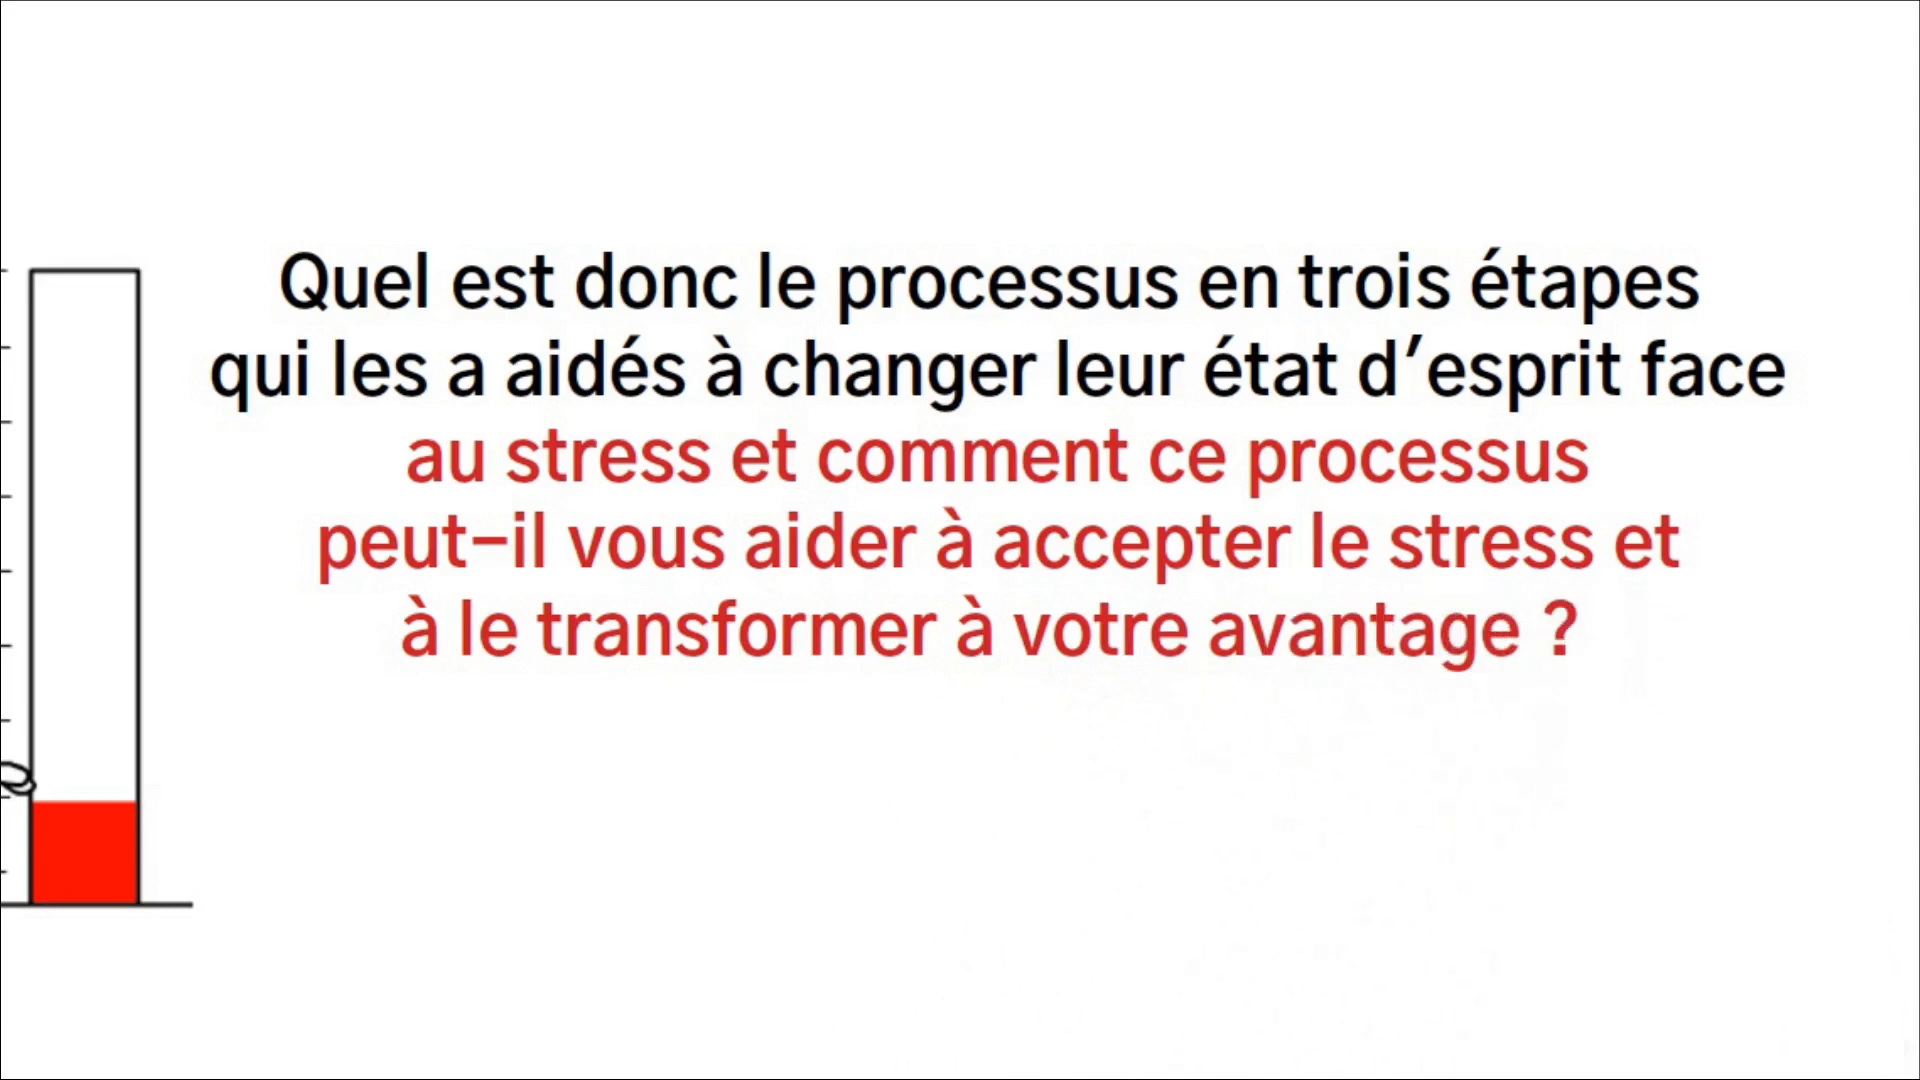 Quel est donc le processus en trois étapes
qui les a aidés à changer leur état d’esprit face
au stress et comment ce processus
peut-il vous aider à accepter le stress et
à le transformer à votre avantage ?